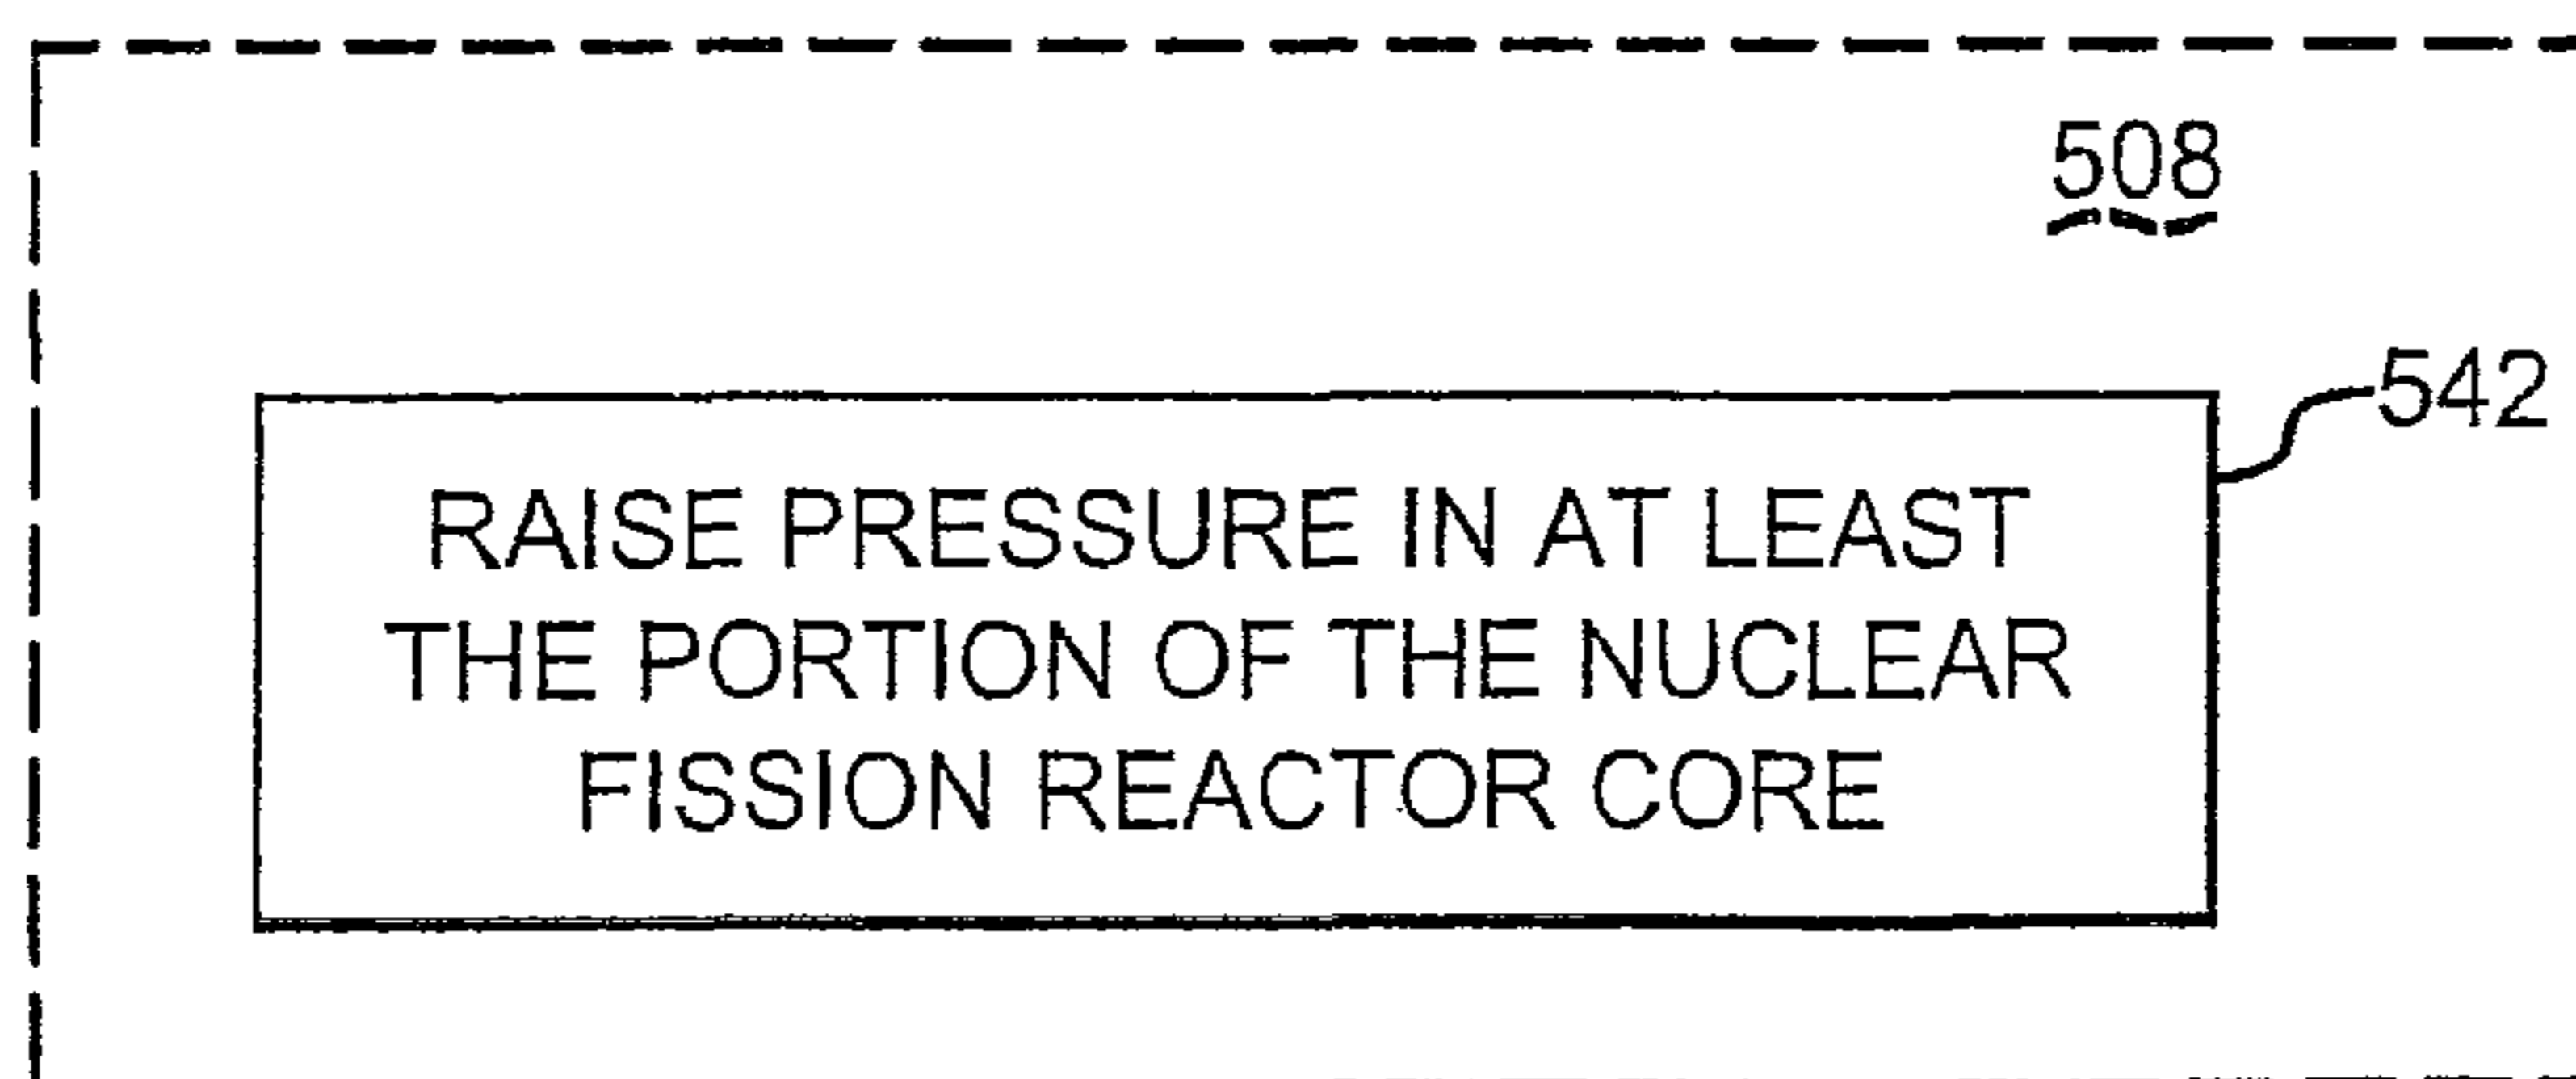 508
542
RAISE PRESSURE IN AT LEAST
THE PORTION OF THE NUCLEAR
FISSION REACTOR CORE